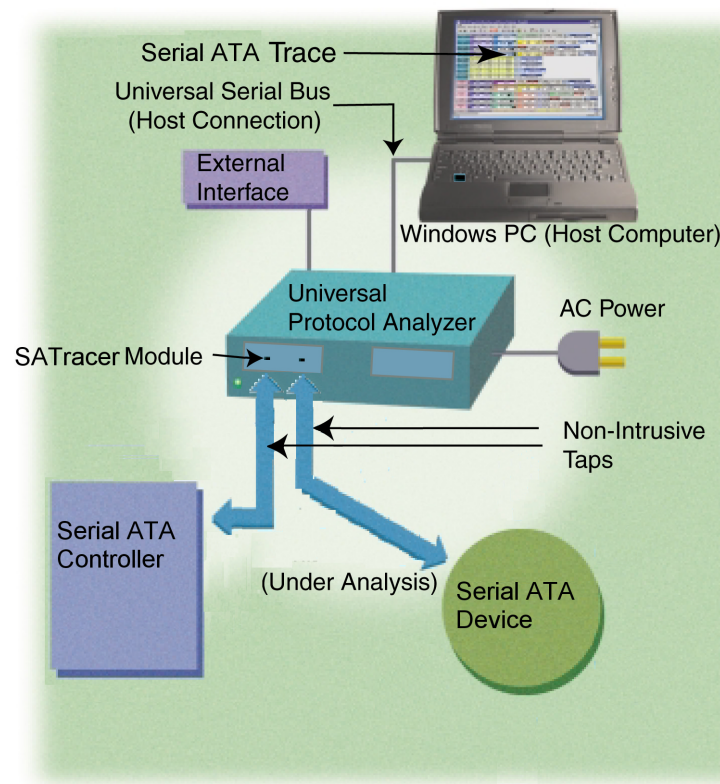 Serial ATA Trace
Universal Serial Bus
(Host Connection)
External
Interface
Windows PC (Host Computer)
Universal
Protocol Analyzer
AC Power
SATracer Module
Non-Intrusive
Taps
Serial ATA
Controller
(Under Analysis)
Serial ATA
Device